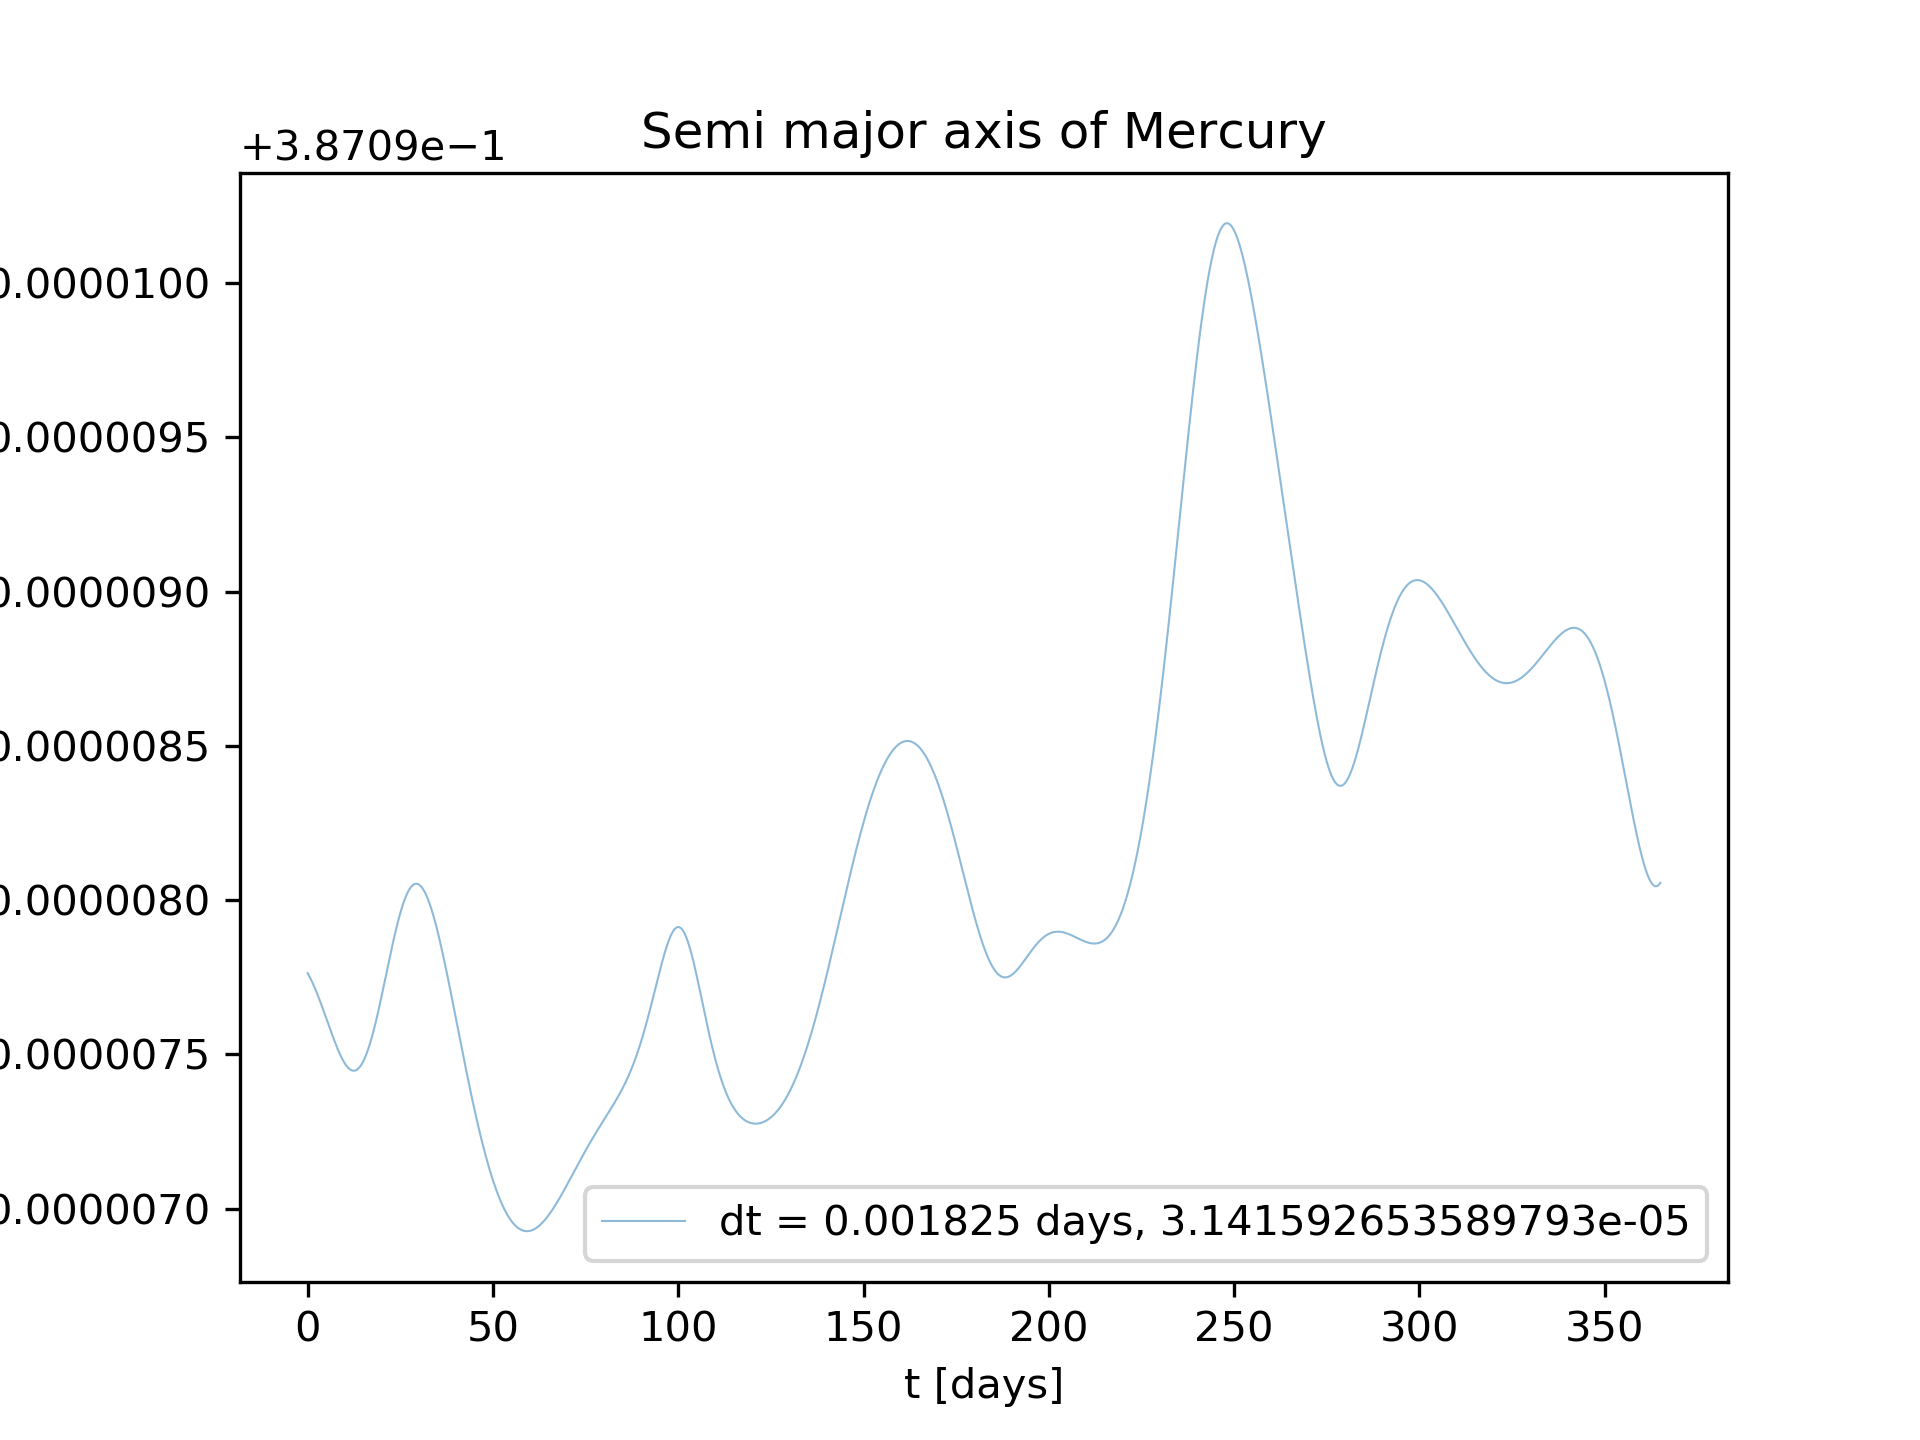 Semi major axis of Mercury
+3.8709e−1
0.0000100
0.0000095
0.0000090
0.0000085
0.0000080
0.0000075
0.0000070
dt = 0.001825 days, 3.141592653589793e-05
0 50 100 150 200 250 300 350
t [days]